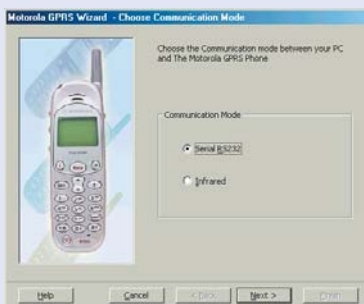 Motorola GPRS Wizard - Choose Communication Mode
Choose the Communication mode between your PC
and The Motorola GPRS Phone
Communication Mode
Serial RS232
Infrared
Help
Cancel
< Back
Next >
Finish